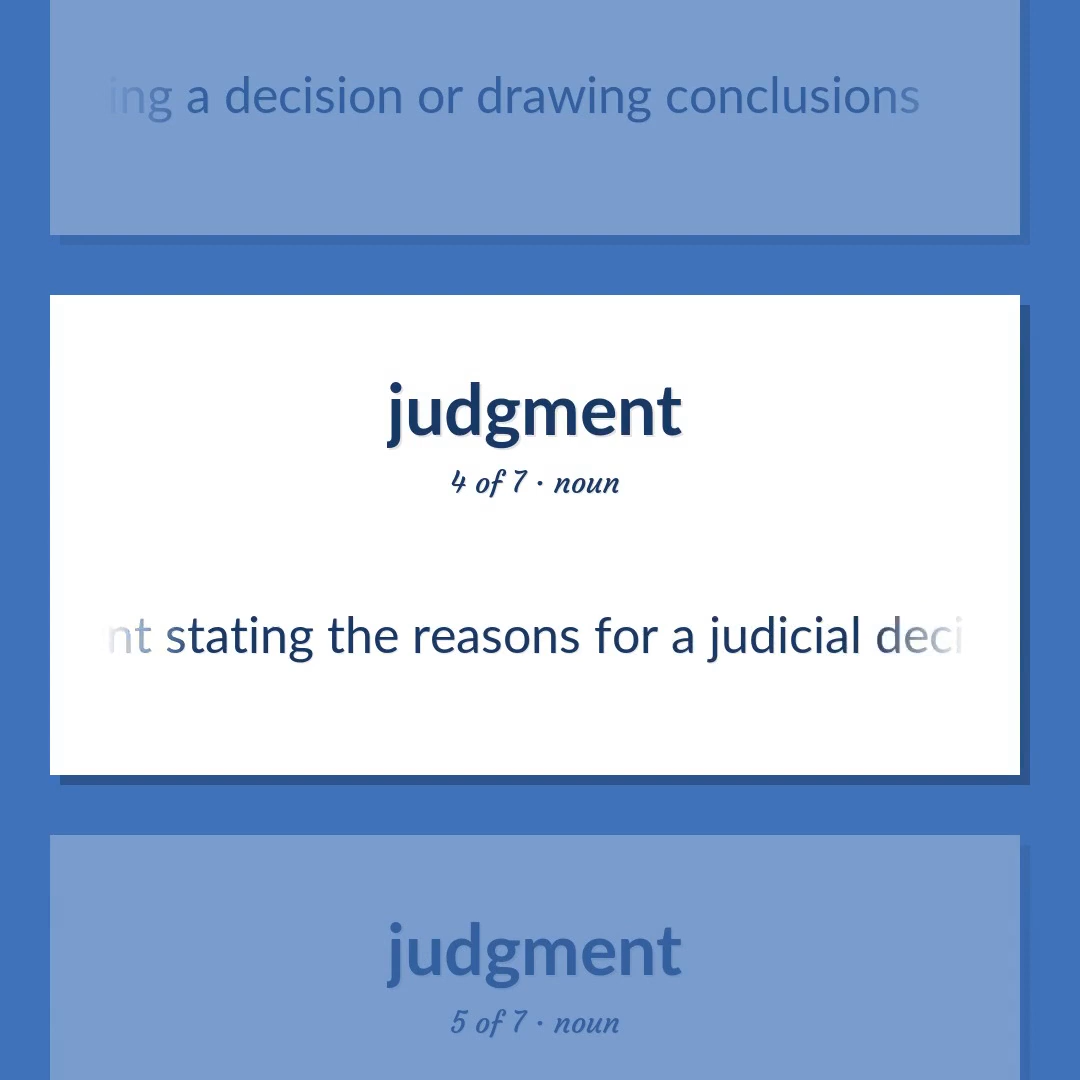 ing a decision or drawing conclusions
judgment
4 of 7 · noun
nt stating the reasons for a judicial deci
judgment
5 of 7 · noun